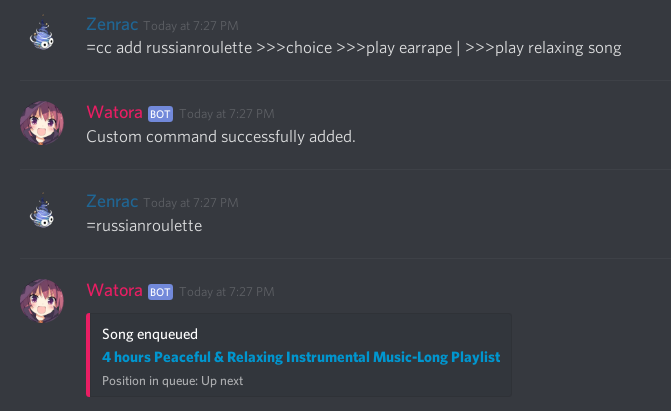 Zenrac Today at 7:27 PM
=cc add russianroulette >>>choice >>>play earrape | >>>play relaxing song
Watora BOT Today at 7:27 PM
Custom command successfully added.
Zenrac Today at 7:27 PM
=russianroulette
Watora BOT Today at 7:27 PM
Song enqueued
4 hours Peaceful & Relaxing Instrumental Music-Long Playlist
Position in queue: Up next